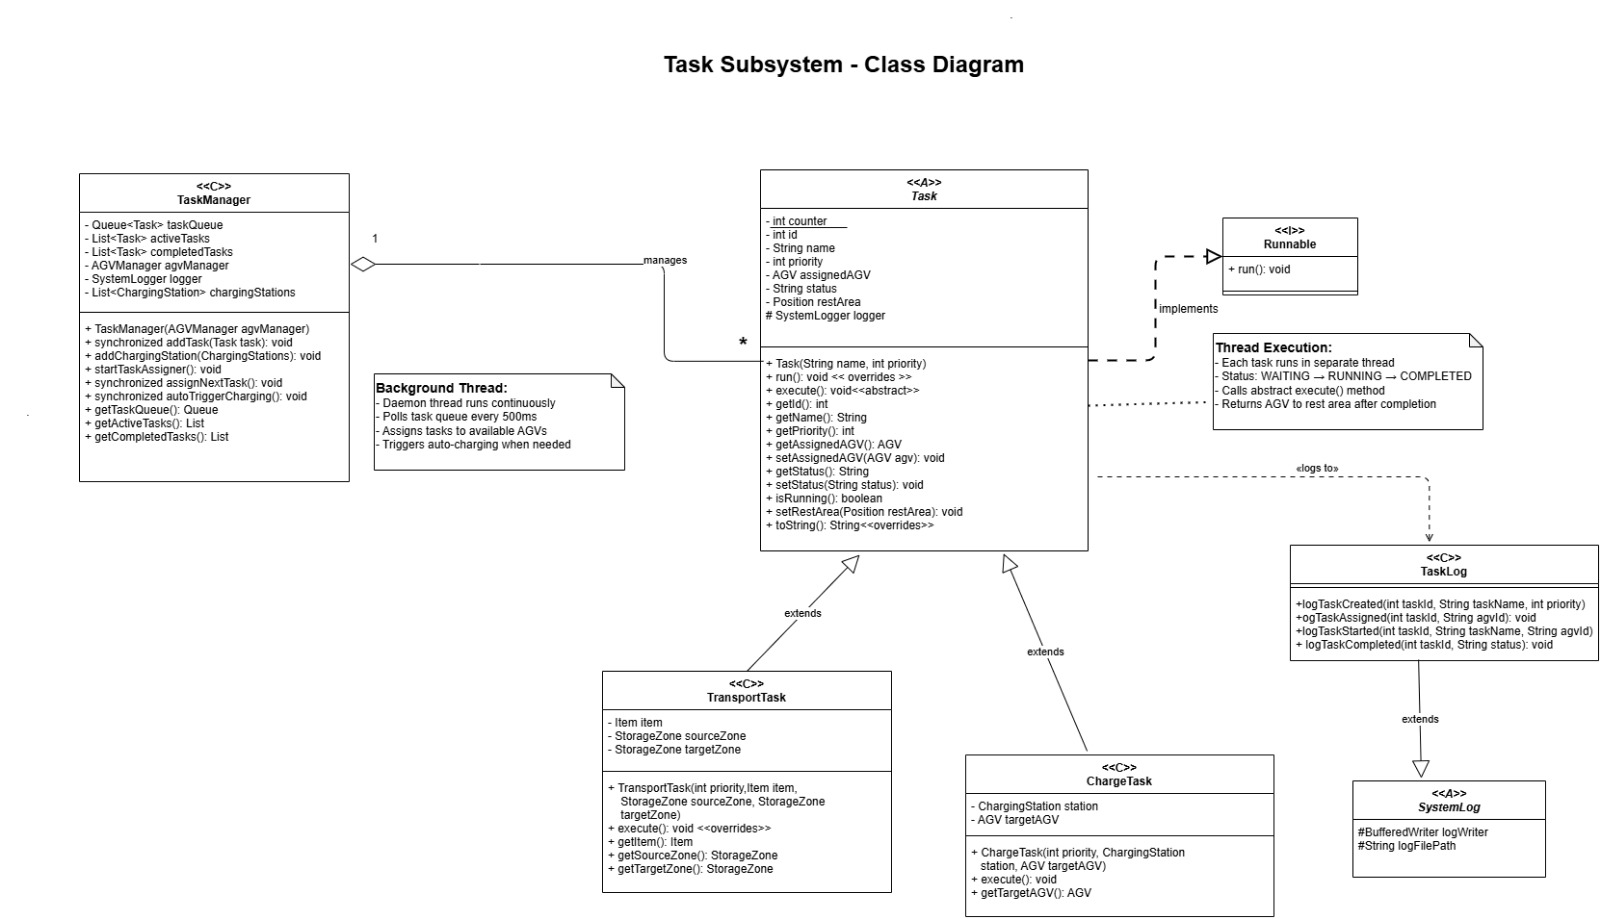 Task Subsystem - Class Diagram
<<C>>
TaskManager
- Queue<Task> taskQueue
- List<Task> activeTasks
- List<Task> completedTasks
- AGVManager agvManager
- SystemLogger logger
- List<ChargingStation> chargingStations
+ TaskManager(AGVManager agvManager)
+ synchronized addTask(Task task): void
+ addChargingStation(ChargingStations): void
+ startTaskAssigner(): void
+ synchronized assignNextTask(): void
+ synchronized autoTriggerCharging(): void
+ getTaskQueue(): Queue
+ getActiveTasks(): List
+ getCompletedTasks(): List
1
manages
*
Background Thread:
- Daemon thread runs continuously
- Polls task queue every 500ms
- Assigns tasks to available AGVs
- Triggers auto-charging when needed
<<A>>
Task
- int counter
- int id
- String name
- int priority
- AGV assignedAGV
- String status
- Position restArea
# SystemLogger logger
+ Task(String name, int priority)
+ run(): void << overrides >>
+ execute(): void<<abstract>>
+ getId(): int
+ getName(): String
+ getPriority(): int
+ getAssignedAGV(): AGV
+ setAssignedAGV(AGV agv): void
+ getStatus(): String
+ setStatus(String status): void
+ isRunning(): boolean
+ setRestArea(Position restArea): void
+ toString(): String<<overrides>>
<<I>>
Runnable
+ run(): void
implements
Thread Execution:
- Each task runs in separate thread
- Status: WAITING → RUNNING → COMPLETED
- Calls abstract execute() method
- Returns AGV to rest area after completion
«logs to»
<<C>>
TaskLog
+logTaskCreated(int taskId, String taskName, int priority)
+ogTaskAssigned(int taskId, String agvId): void
+logTaskStarted(int taskId, String taskName, String agvId)
+ logTaskCompleted(int taskId, String status): void
extends
<<A>>
SystemLog
#BufferedWriter logWriter
#String logFilePath
extends
<<C>>
TransportTask
- Item item
- StorageZone sourceZone
- StorageZone targetZone
+ TransportTask(int priority,Item item,
StorageZone sourceZone, StorageZone
targetZone)
+ execute(): void <<overrides>>
+ getItem(): Item
+ getSourceZone(): StorageZone
+ getTargetZone(): StorageZone
extends
<<C>>
ChargeTask
- ChargingStation station
- AGV targetAGV
+ ChargeTask(int priority, ChargingStation
station, AGV targetAGV)
+ execute(): void
+ getTargetAGV(): AGV